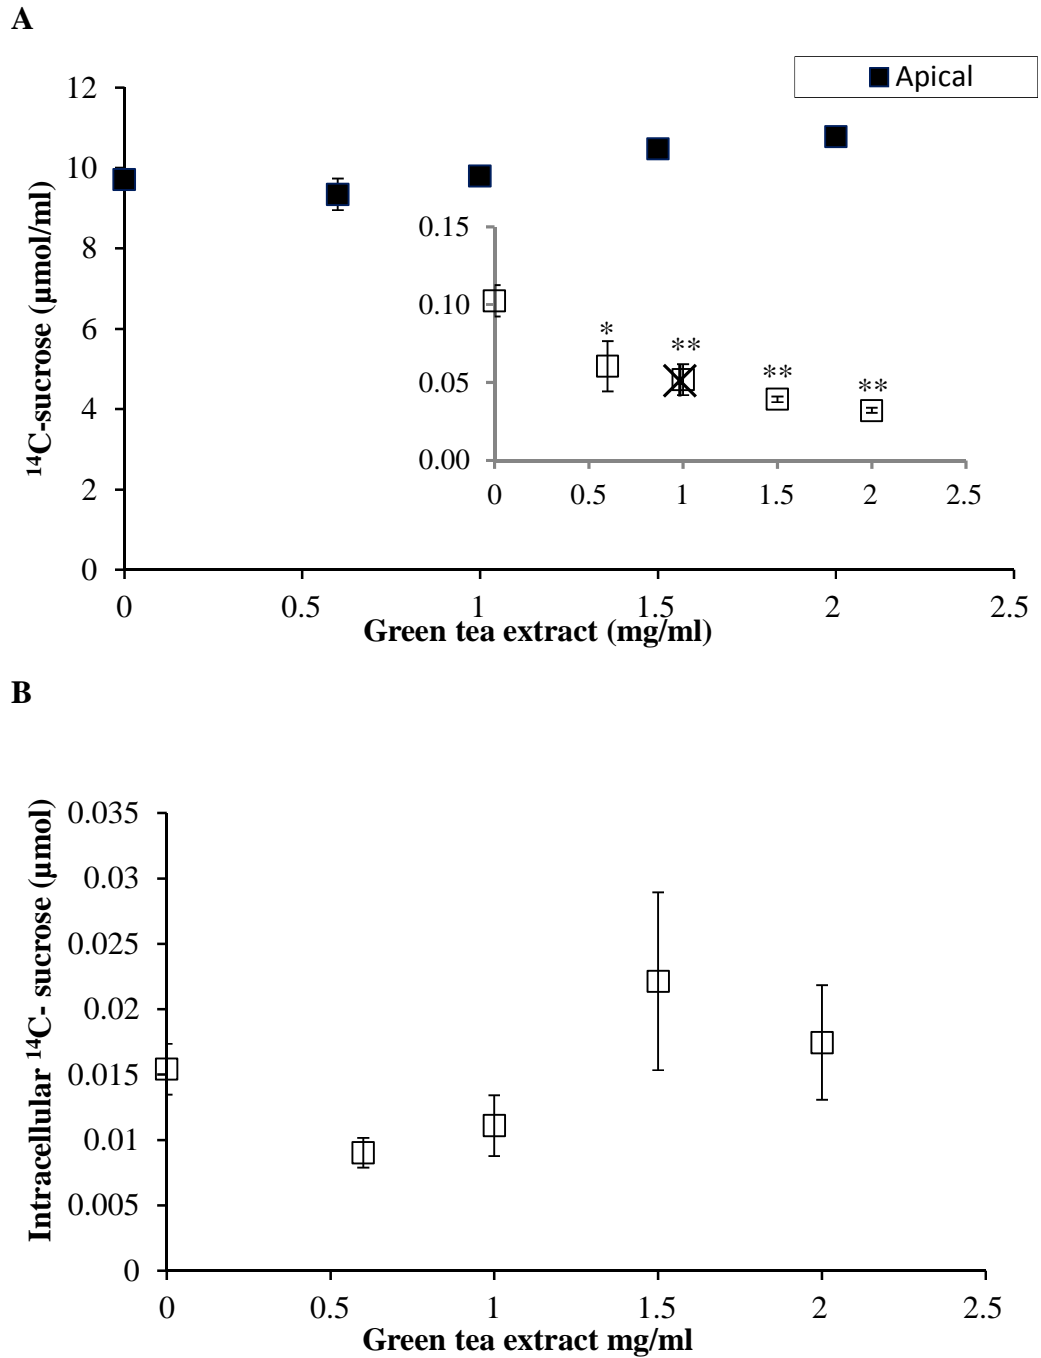 A
Apical
12
10
8
6
4
2
0
¹⁴C-sucrose (µmol/ml)
0.15
0.10
0.05
0.00
*
**
**
**
0 0.5 1 1.5 2 2.5
0 0.5 1 1.5 2 2.5
Green tea extract (mg/ml)
B
0.035
0.03
0.025
0.02
0.015
0.01
0.005
0
Intracellular ¹⁴C- sucrose (µmol)
0 0.5 1 1.5 2 2.5
Green tea extract mg/ml